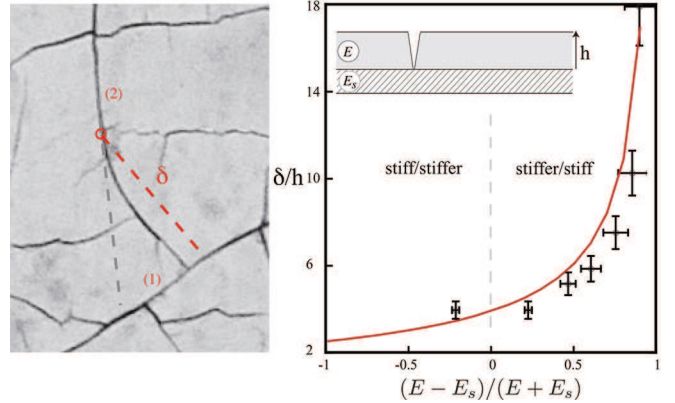 (2)
δ
(1)
18
14
δ/h 10
6
2
E
E_s
h
stiff/stiffer
stiffer/stiff
-0.5 0 0.5 1
(E − E_s)/(E + E_s)